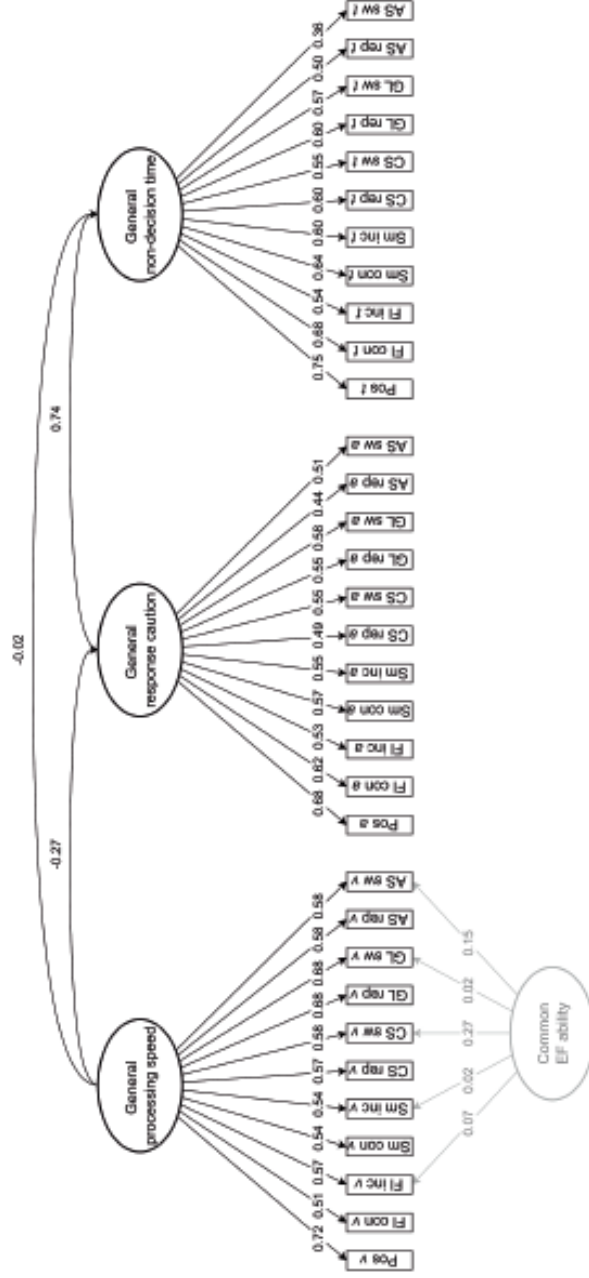 -0.02
-0.27
0.74
General
processing speed
General
response caution
General
non-decision time
0.72
0.51
0.57
0.54
0.54
0.57
0.58
0.68
0.68
0.58
0.58
0.68
0.62
0.53
0.57
0.55
0.49
0.55
0.55
0.58
0.44
0.51
0.75
0.68
0.54
0.64
0.60
0.60
0.55
0.60
0.57
0.50
0.36
Pos v
Fl con v
Fl inc v
Sm con v
Sm inc v
CS rep v
CS sw v
GL rep v
GL sw v
AS rep v
AS sw v
Pos a
Fl con a
Fl inc a
Sm con a
Sm inc a
CS rep a
CS sw a
GL rep a
GL sw a
AS rep a
AS sw a
Pos t
Fl con t
Fl inc t
Sm con t
Sm inc t
CS rep t
CS sw t
GL rep t
GL sw t
AS rep t
AS sw t
0.07
0.02
0.27
0.02
0.15
Common
EF ability